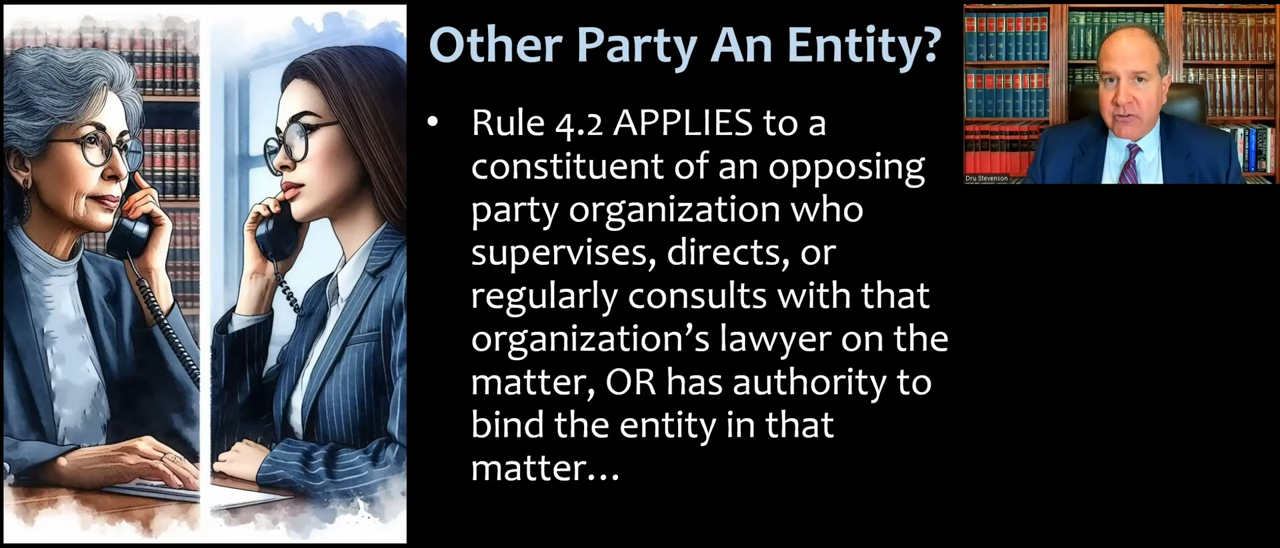 Other Party An Entity?
• Rule 4.2 APPLIES to a
constituent of an opposing
party organization who
supervises, directs, or
regularly consults with that
organization’s lawyer on the
matter, OR has authority to
bind the entity in that
matter…
Dru Stevenson